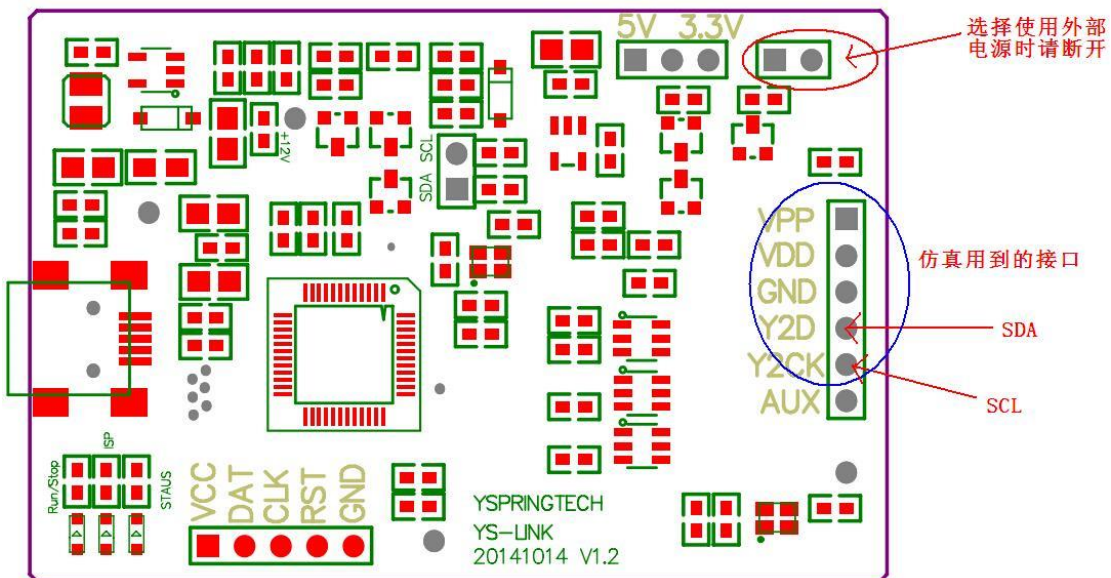 5V 3.3V
选择使用外部
电源时请断开
+12V
SDA SCL
VPP
VDD
GND
Y2D
Y2CK
AUX
仿真用到的接口
SDA
SCL
Run/Stop
ISP
STAUS
VCC
DAT
CLK
RST
GND
YSPRINGTECH
YS-LINK
20141014 V1.2